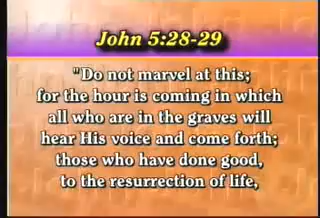 John 5:28-29
"Do not marvel at this;
for the hour is coming in which
all who are in the graves will
hear His voice and come forth;
those who have done good,
to the resurrection of life,